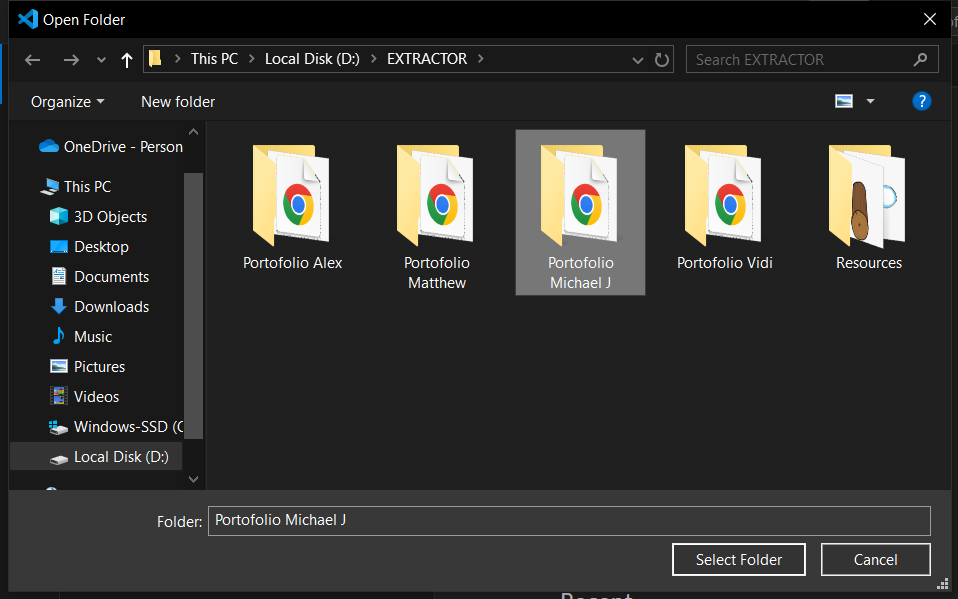 Open Folder
This PC
Local Disk (D:)
EXTRACTOR
Search EXTRACTOR
Organize
New folder
?
OneDrive - Person
This PC
3D Objects
Desktop
Documents
Downloads
Music
Pictures
Videos
Windows-SSD (C
Local Disk (D:)
Portofolio Alex
Portofolio
Matthew
Portofolio
Michael J
Portofolio Vidi
Resources
Folder:
Portofolio Michael J
Select Folder
Cancel
Recent